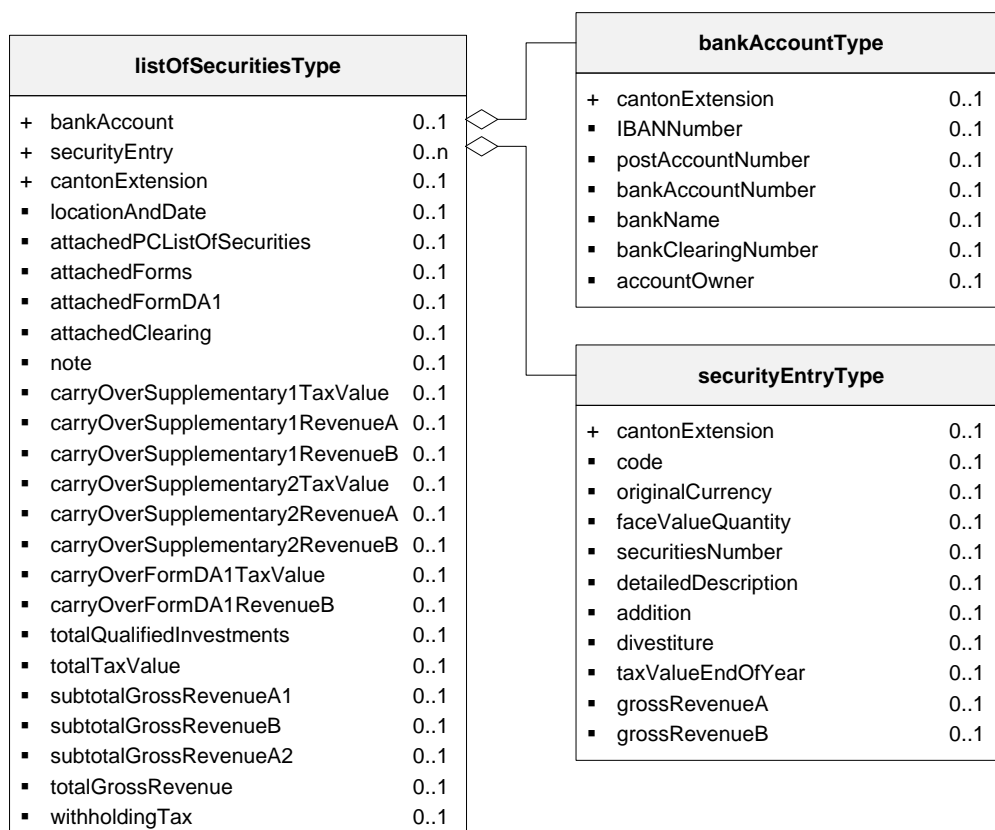 listOfSecuritiesType
+ bankAccount 0..1
+ securityEntry 0..n
+ cantonExtension 0..1
▪ locationAndDate 0..1
▪ attachedPCListOfSecurities 0..1
▪ attachedForms 0..1
▪ attachedFormDA1 0..1
▪ attachedClearing 0..1
▪ note 0..1
▪ carryOverSupplementary1TaxValue 0..1
▪ carryOverSupplementary1RevenueA 0..1
▪ carryOverSupplementary1RevenueB 0..1
▪ carryOverSupplementary2TaxValue 0..1
▪ carryOverSupplementary2RevenueA 0..1
▪ carryOverSupplementary2RevenueB 0..1
▪ carryOverFormDA1TaxValue 0..1
▪ carryOverFormDA1RevenueB 0..1
▪ totalQualifiedInvestments 0..1
▪ totalTaxValue 0..1
▪ subtotalGrossRevenueA1 0..1
▪ subtotalGrossRevenueB 0..1
▪ subtotalGrossRevenueA2 0..1
▪ totalGrossRevenue 0..1
▪ withholdingTax 0..1
bankAccountType
+ cantonExtension 0..1
▪ IBANNumber 0..1
▪ postAccountNumber 0..1
▪ bankAccountNumber 0..1
▪ bankName 0..1
▪ bankClearingNumber 0..1
▪ accountOwner 0..1
securityEntryType
+ cantonExtension 0..1
▪ code 0..1
▪ originalCurrency 0..1
▪ faceValueQuantity 0..1
▪ securitiesNumber 0..1
▪ detailedDescription 0..1
▪ addition 0..1
▪ divestiture 0..1
▪ taxValueEndOfYear 0..1
▪ grossRevenueA 0..1
▪ grossRevenueB 0..1